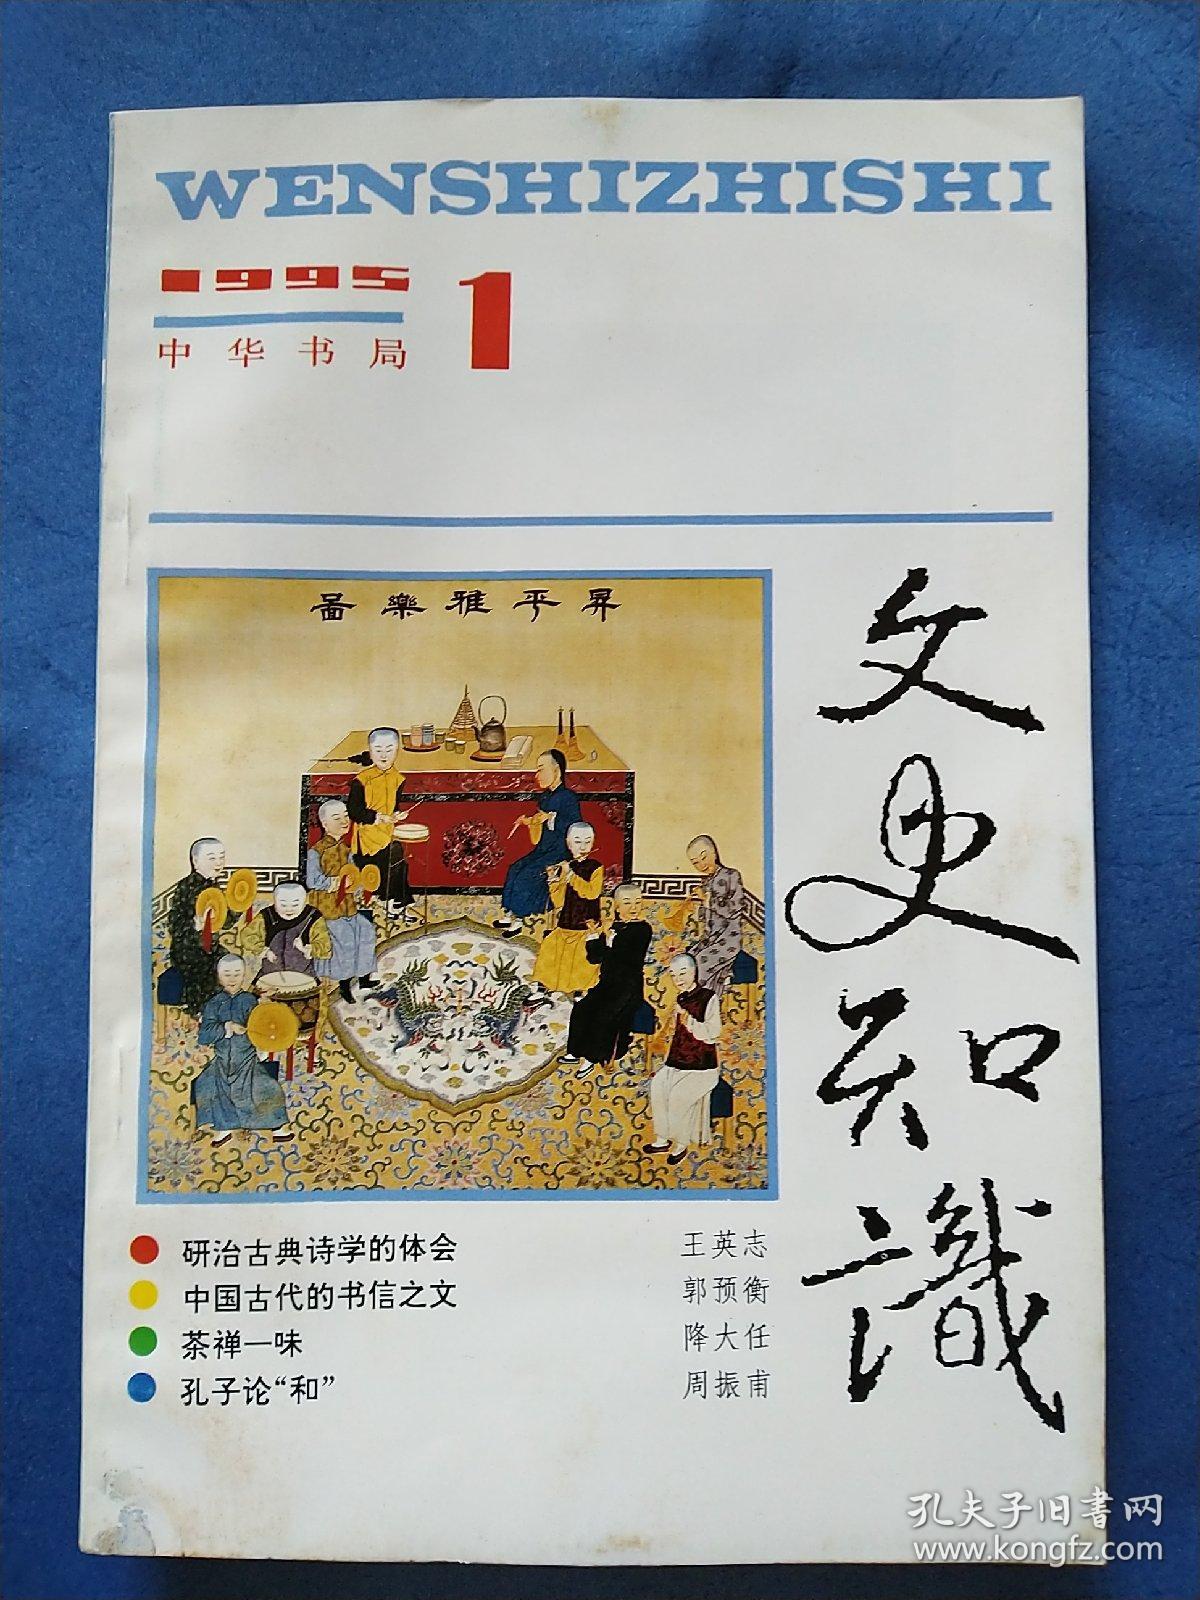 WENSHIZHISHI
1995 1
中华书局
昇平雅樂啚
文史知識
研治古典诗学的体会 王英志
中国古代的书信之文 郭预衡
茶禅一味 降大任
孔子论“和” 周振甫
孔夫子旧書网
www.kongfz.com